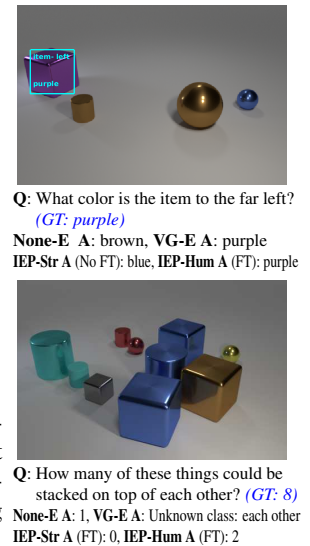 item- left
purple
Q: What color is the item to the far left?
(GT: purple)
None-E A: brown, VG-E A: purple
IEP-Str A (No FT): blue, IEP-Hum A (FT): purple
Q: How many of these things could be
stacked on top of each other? (GT: 8)
None-E A: 1, VG-E A: Unknown class: each other
IEP-Str A (FT): 0, IEP-Hum A (FT): 2